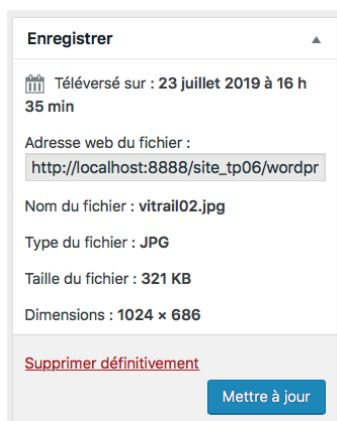 Enregistrer
Téléversé sur : 23 juillet 2019 à 16 h
35 min
Adresse web du fichier :
http://localhost:8888/site_tp06/wordpr
Nom du fichier : vitrail02.jpg
Type du fichier : JPG
Taille du fichier : 321 KB
Dimensions : 1024 × 686
Supprimer définitivement
Mettre à jour